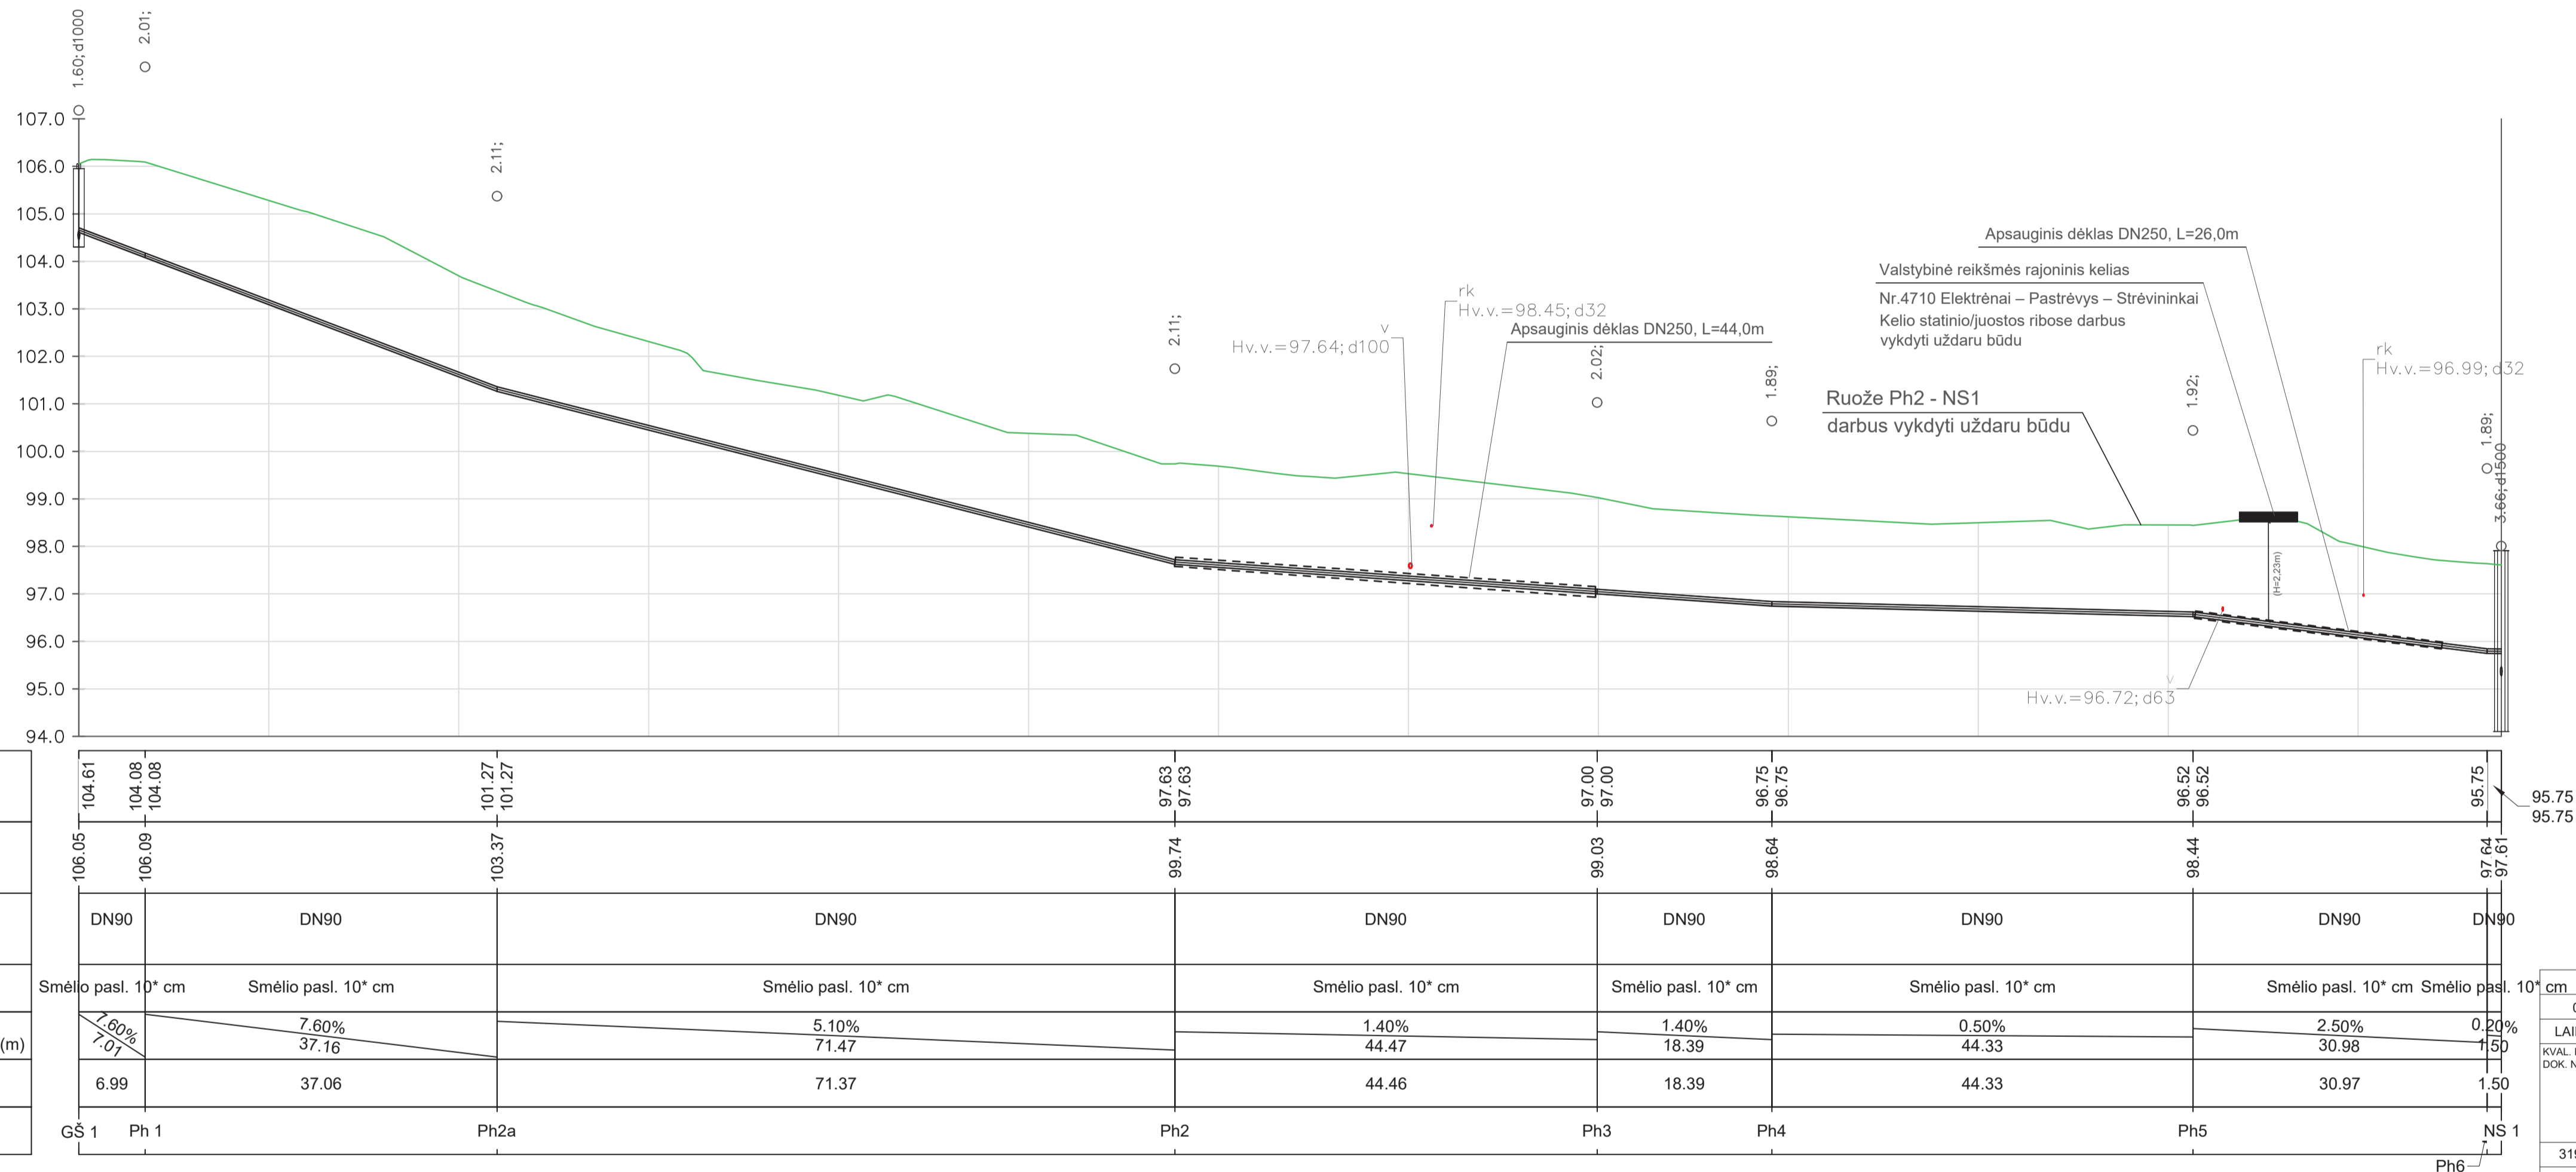 1.60; d1000
2.01;
2.11;
2.11;
2.02;
1.89;
1.92;
1.89;
3.66; d1500
107.0
106.0
105.0
104.0
103.0
102.0
101.0
100.0
99.0
98.0
97.0
96.0
95.0
94.0
v
Hv.v.=97.64; d100
rk
Hv.v.=98.45; d32
Apsauginis dėklas DN250, L=44,0m
Apsauginis dėklas DN250, L=26,0m
Valstybinė reikšmės rajoninis kelias
Nr.4710 Elektrėnai – Pastrėvys – Strėvininkai
Kelio statinio/juostos ribose darbus
vykdyti uždaru būdu
Ruože Ph2 - NS1
darbus vykdyti uždaru būdu
rk
Hv.v.=96.99; d32
(H=2,23m)
v
Hv.v.=96.72; d63
104.61 104.08 104.08 101.27 101.27 97.63 97.63 97.00 97.00 96.75 96.75 96.52 96.52 95.75
95.75
95.75
106.05 106.09 103.37 99.74 99.03 98.64 98.44 97.64 97.61
DN90 DN90 DN90 DN90 DN90 DN90 DN90 DN90
Smėlio pasl. 10* cm Smėlio pasl. 10* cm Smėlio pasl. 10* cm Smėlio pasl. 10* cm Smėlio pasl. 10* cm Smėlio pasl. 10* cm Smėlio pasl. 10* cm Smėlio pasl. 10* cm
7.60% 7.60% 5.10% 1.40% 1.40% 0.50% 2.50% 0.20%
(m) 7.01 37.16 71.47 44.47 18.39 44.33 30.98 1.50
6.99 37.06 71.37 44.46 18.39 44.33 30.97 1.50
GŠ 1 Ph 1 Ph2a Ph2 Ph3 Ph4 Ph5 NS 1
Ph6
KVAL.
DOK.